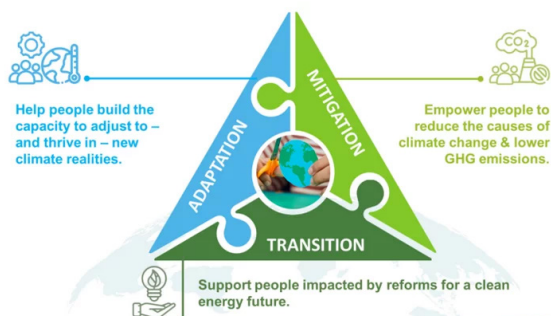 CO2
MITIGATION
ADAPTATION
Help people build the
capacity to adjust to –
and thrive in – new
climate realities.
Empower people to
reduce the causes of
climate change & lower
GHG emissions.
TRANSITION
Support people impacted by reforms for a clean
energy future.